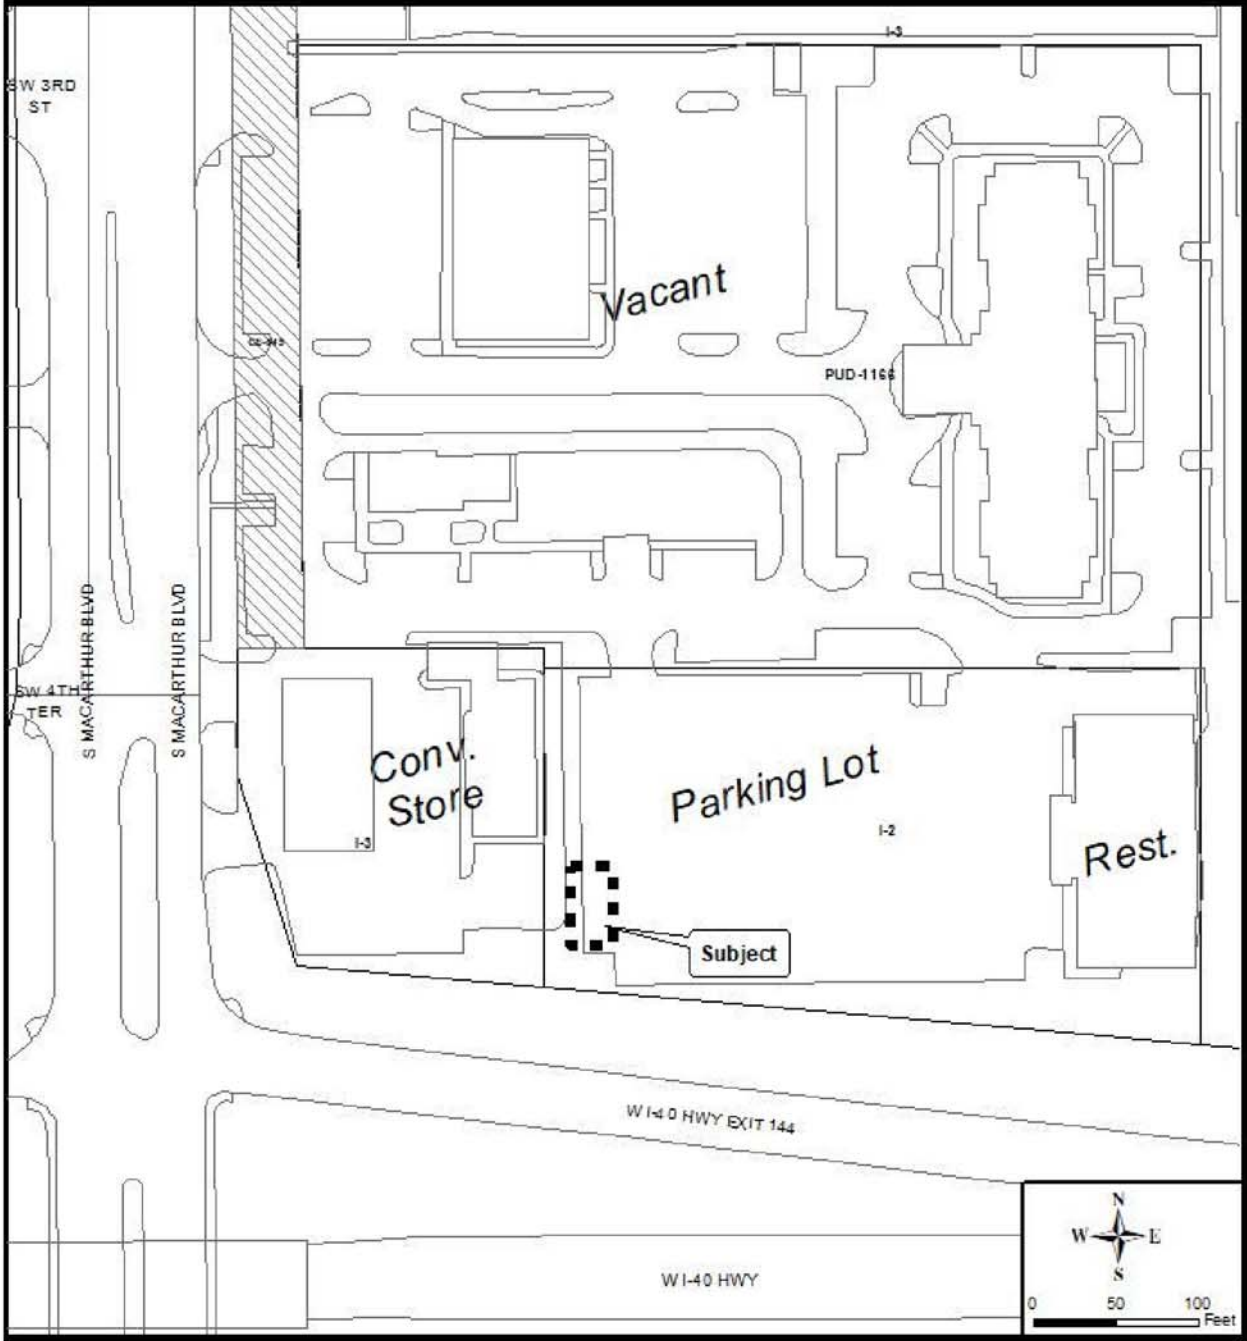 I-3
SW 3RD
ST
Vacant
PUD-1166
S MACARTHUR BLVD
S MACARTHUR BLVD
SW 4TH
TER
Conv.
Store
I-3
Parking Lot
I-2
Rest.
Subject
W I-40 HWY EXIT 144
W I-40 HWY
N
W E
S
0 50 100
Feet